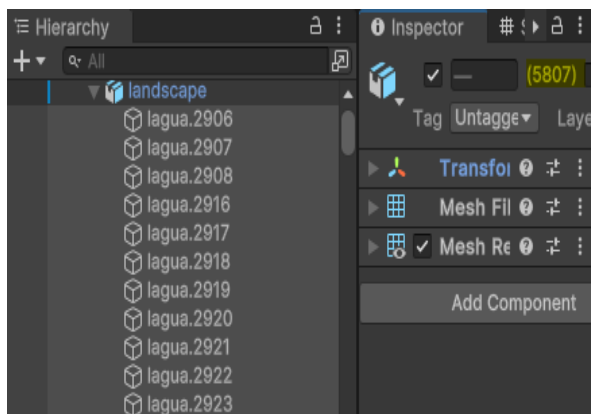 Hierarchy
All
landscape
lagua.2906
lagua.2907
lagua.2908
lagua.2916
lagua.2917
lagua.2918
lagua.2919
lagua.2920
lagua.2921
lagua.2922
lagua.2923
Inspector
(5807)
Tag Untagge Laye
Transfor
Mesh Fil
Mesh Re
Add Component